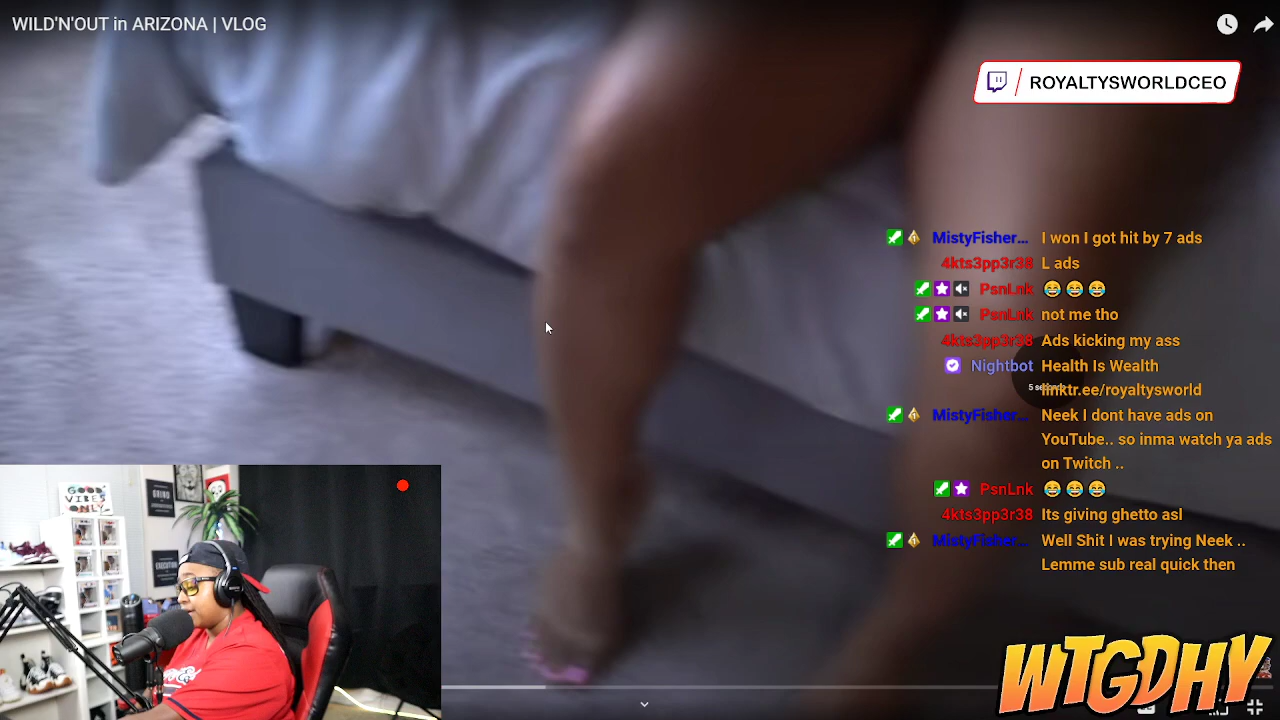 WILD'N'OUT in ARIZONA | VLOG
ROYALTYSWORLDCEO
MistyFisher... I won I got hit by 7 ads
4kts3pp3r38 L ads
PsnLnk 😂 😂 😂
PsnLnk not me tho
4kts3pp3r38 Ads kicking my ass
Nightbot Health Is Wealth
linktr.ee/royaltysworld
MistyFisher... Neek I dont have ads on
YouTube.. so inma watch ya ads
on Twitch ..
PsnLnk 😂 😂 😂
4kts3pp3r38 Its giving ghetto asl
MistyFisher... Well Shit I was trying Neek ..
Lemme sub real quick then
GOOD
VIBES
ONLY
GRIND
EXECUTION
WTGDHY